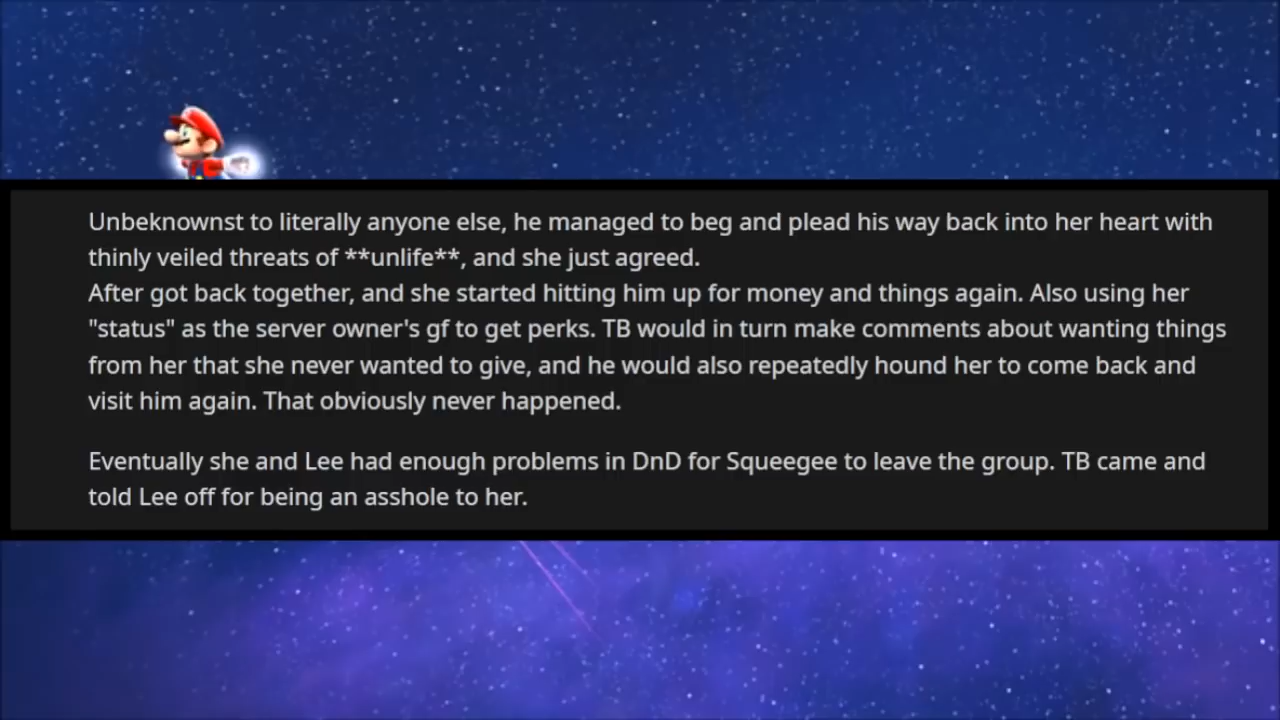 Unbeknownst to literally anyone else, he managed to beg and plead his way back into her heart with
thinly veiled threats of **unlife**, and she just agreed.
After got back together, and she started hitting him up for money and things again. Also using her
"status" as the server owner's gf to get perks. TB would in turn make comments about wanting things
from her that she never wanted to give, and he would also repeatedly hound her to come back and
visit him again. That obviously never happened.
Eventually she and Lee had enough problems in DnD for Squeegee to leave the group. TB came and
told Lee off for being an asshole to her.